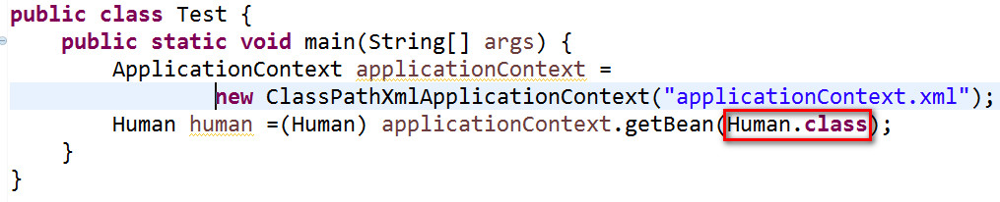 public class Test {
public static void main(String[] args) {
ApplicationContext applicationContext =
new ClassPathXmlApplicationContext("applicationContext.xml");
Human human =(Human) applicationContext.getBean(Human.class);
}
}